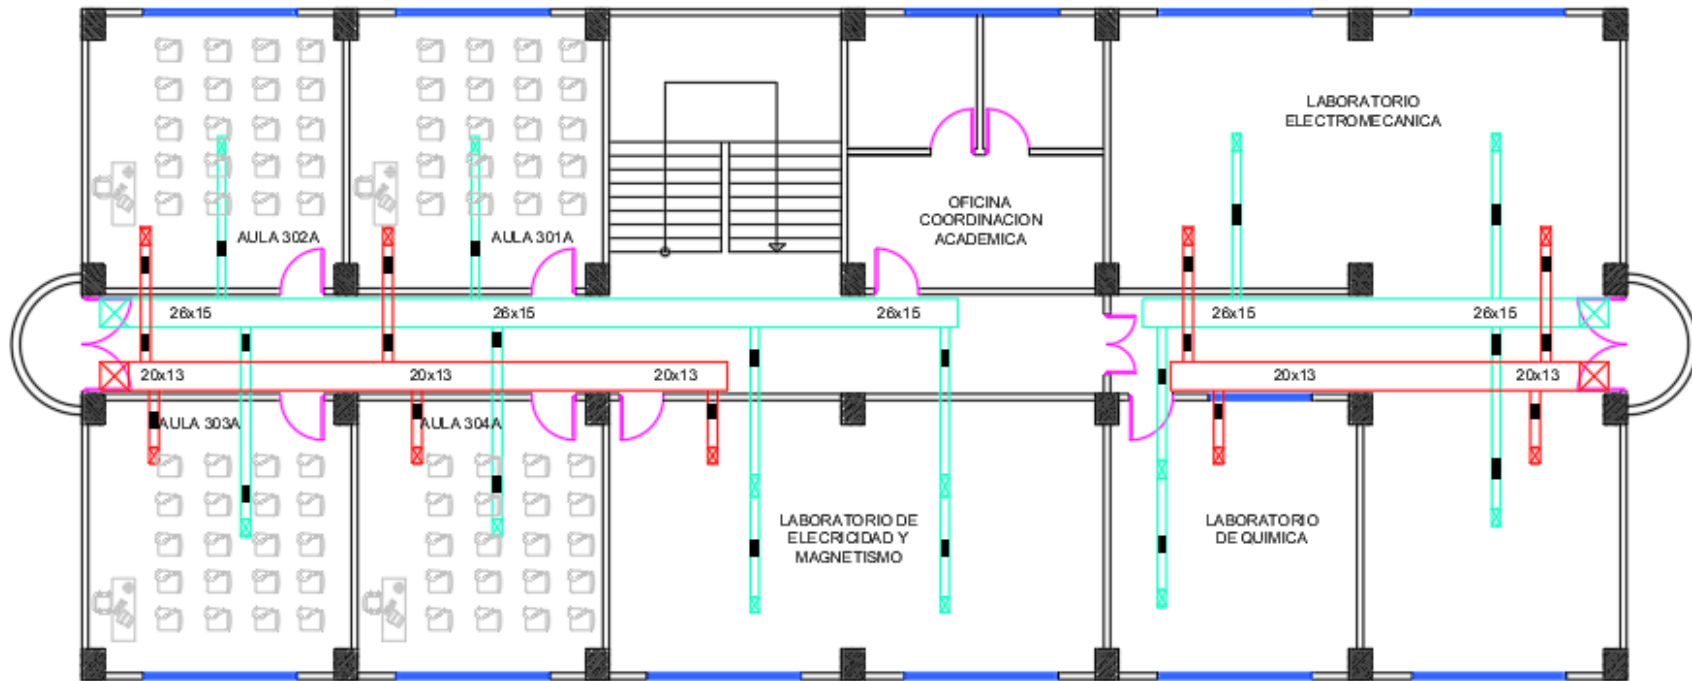 LABORATORIO
ELECTROMECANICA
OFICINA
COORDINACION
ACADEMICA
AULA 302A
AULA 301A
26x15
26x15
26x15
26x15
26x15
20x13
20x13
20x13
20x13
20x13
AULA 303A
AULA 304A
LABORATORIO DE
ELECRICIDAD Y
MAGNETISMO
LABORATORIO
DE QUIMICA